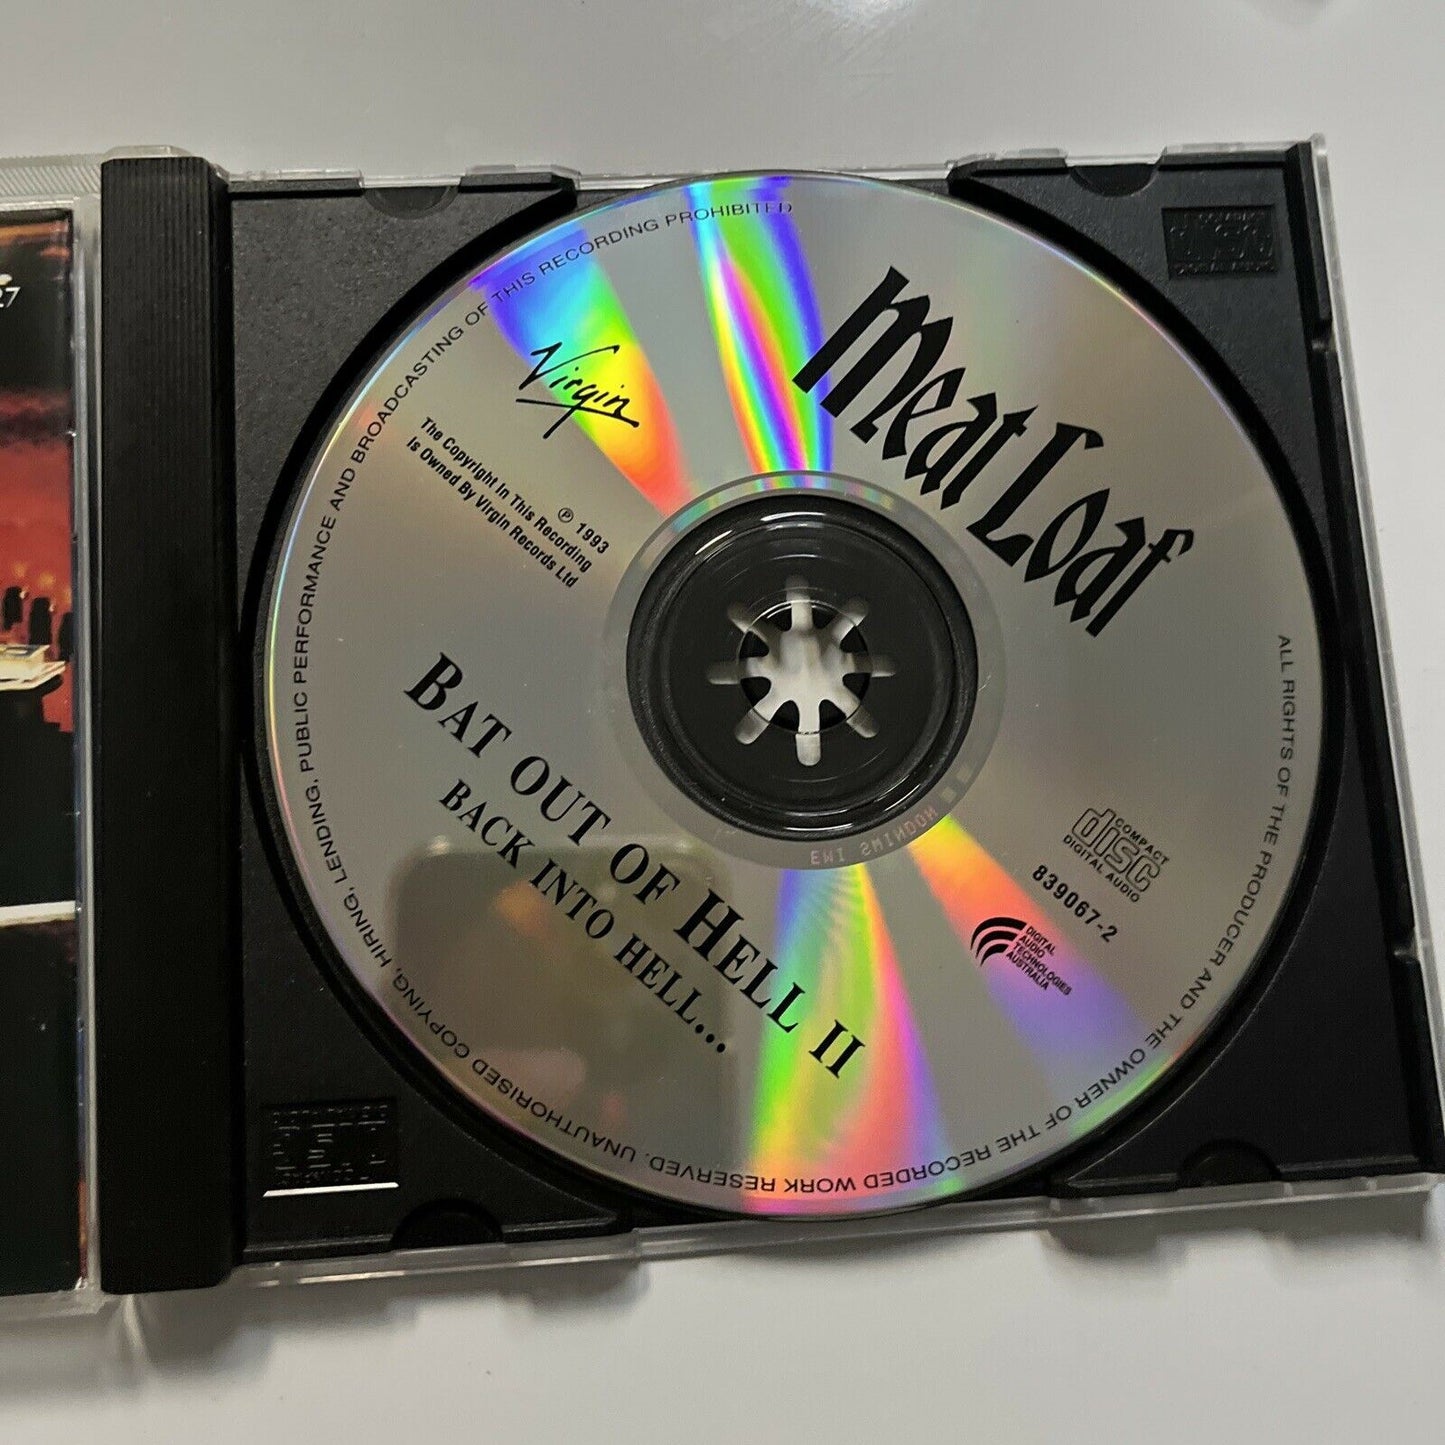 27
Meat Loaf
Virgin
℗ 1993
The Copyright In This Recording
Is Owned By Virgin Records Ltd
BAT OUT OF HELL II
BACK INTO HELL...
COMPACT
disc
DIGITAL AUDIO
839067-2
DIGITAL
AUDIO
TECHNOLOGIES
AUSTRALIA
EMI SWINDON
ALL RIGHTS OF THE PRODUCER AND THE OWNER OF THE RECORDED WORK RESERVED. UNAUTHORISED COPYING, HIRING, LENDING, PUBLIC PERFORMANCE AND BROADCASTING OF THIS RECORDING PROHIBITED